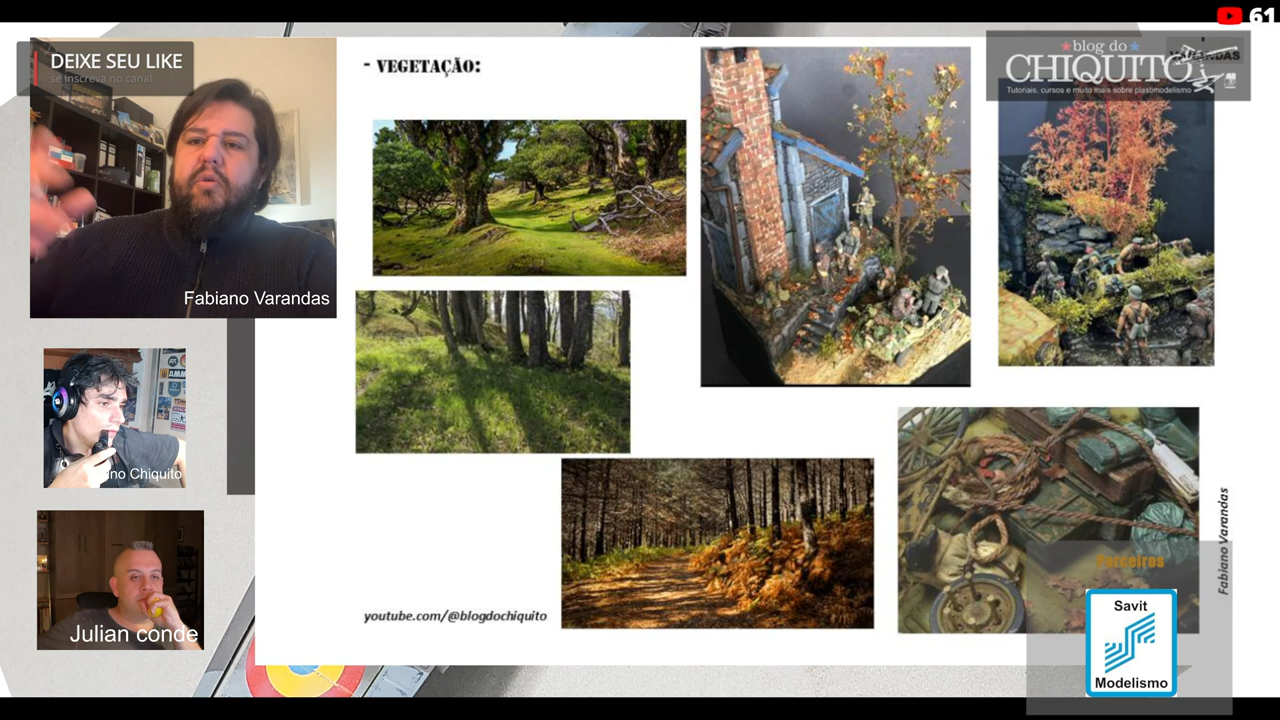 61
DEIXE SEU LIKE
se inscreva no canal
Fabiano Varandas
no Chiquito
Julian conde
- VEGETAÇÃO:
youtube.com/@blogdochiquito
blog do
CHIQUITO
Tutoriais, cursos e muito mais sobre plastimodelismo
VARANDAS
Fabiano Varandas
Parceiros
Savit
Modelismo